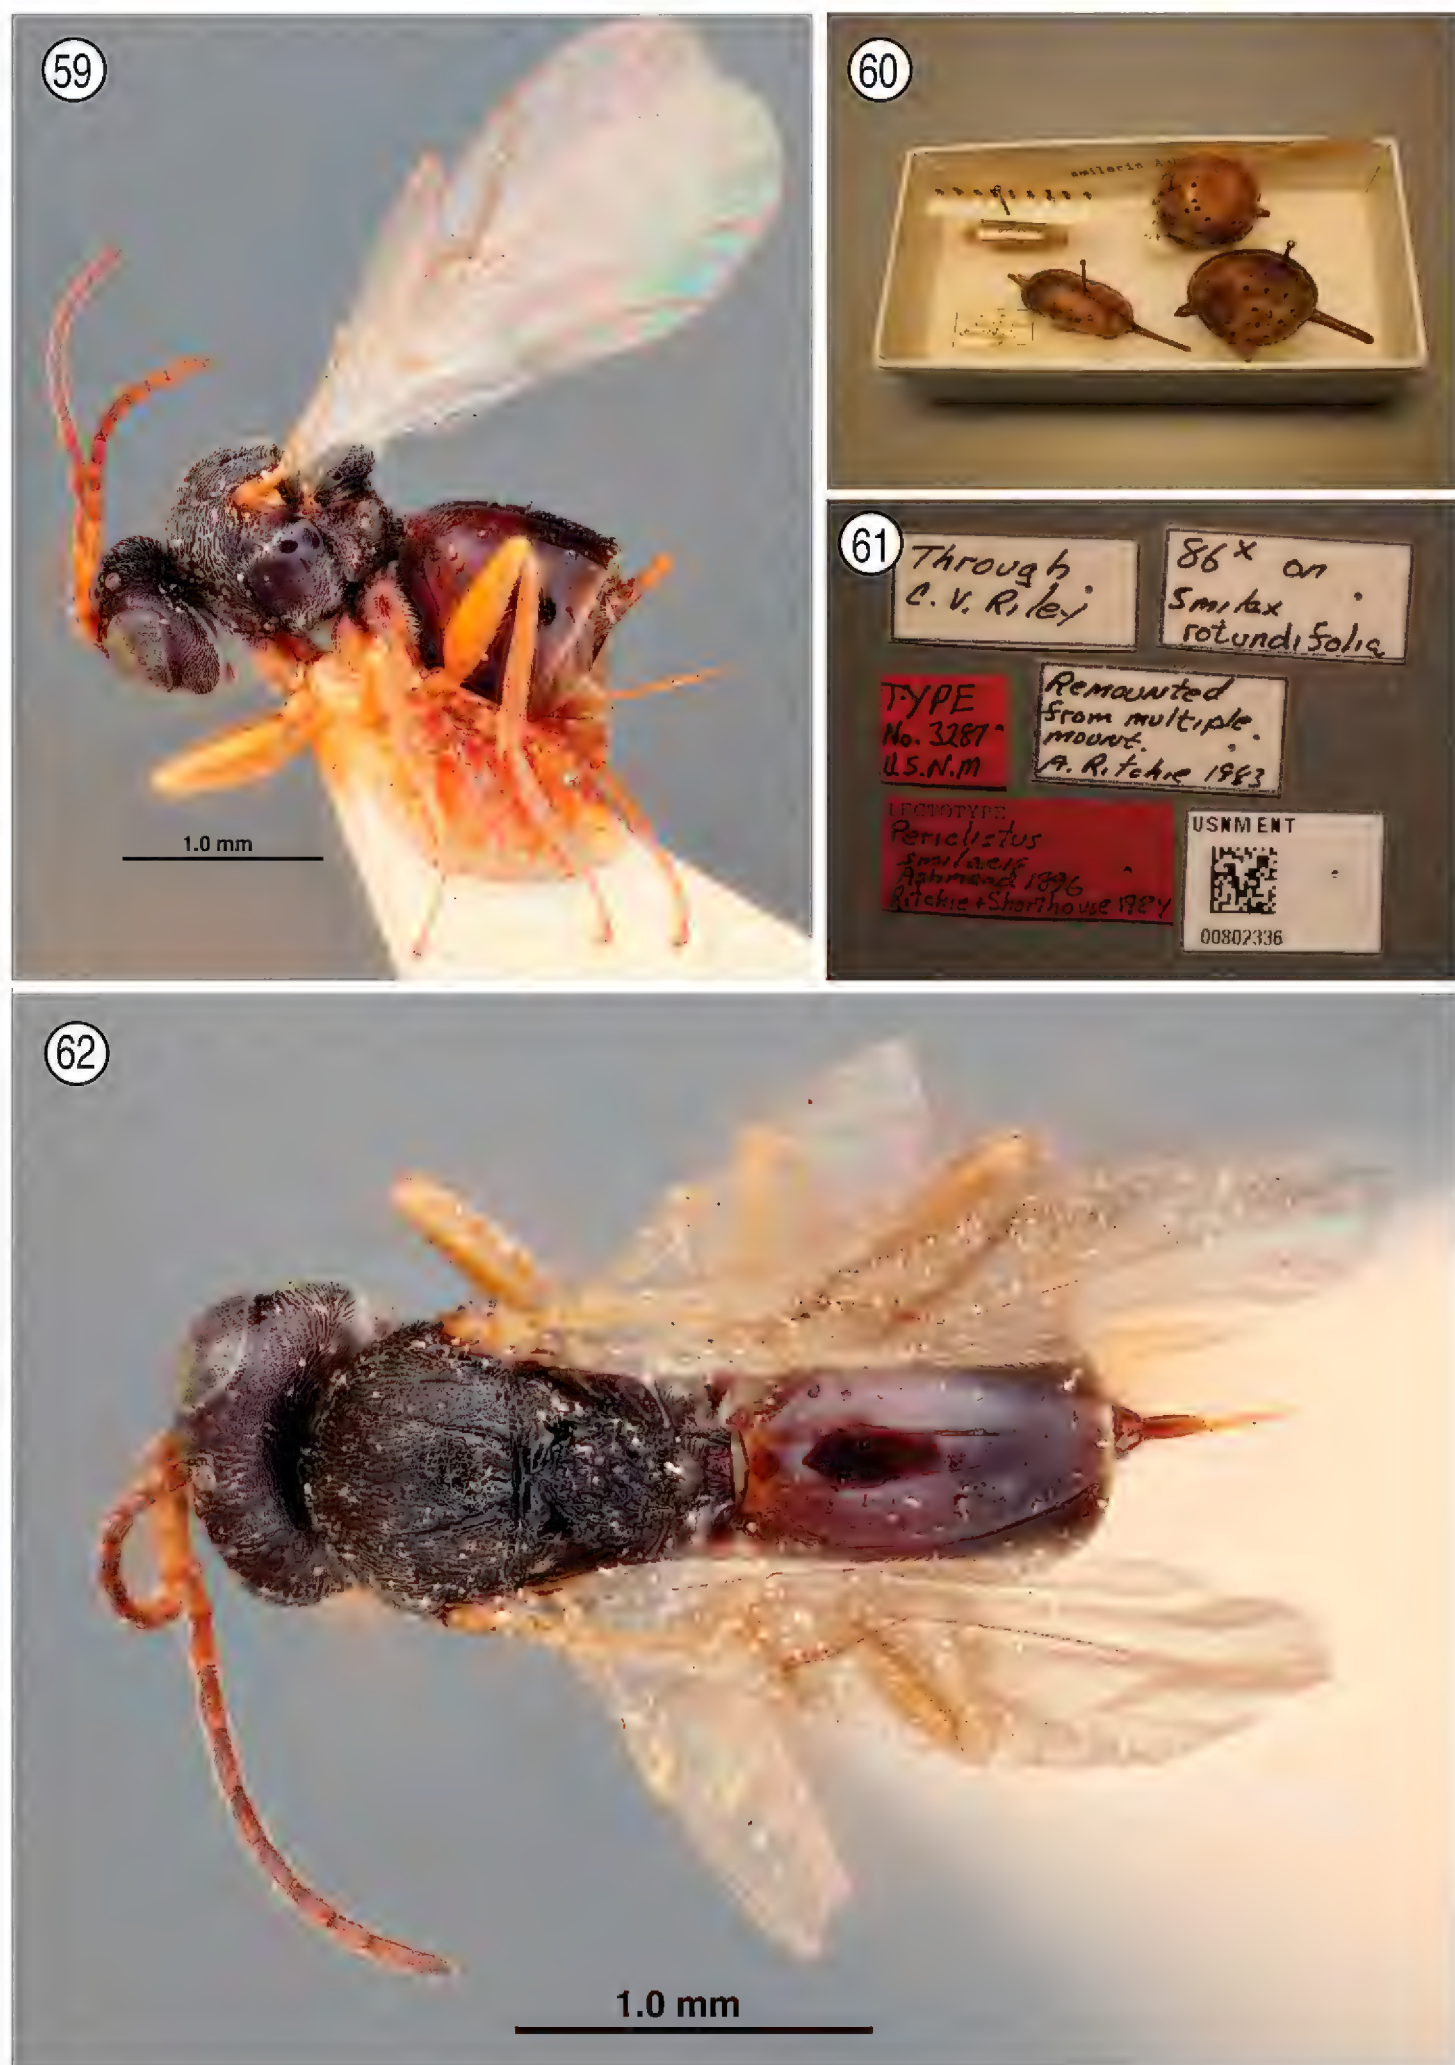 59
1.0 mm
60
61
Through
C. V. Riley
86x on
Smilax
rotundifolia
TYPE
No. 3287
U.S.N.M
Remounted
from multiple
mount.
A. Ritchie 1983
LECTOTYPE
Periclistus
smilacis
Ashmead 1896
Ritchie + Shorthouse 1984
USNM ENT
00802336
62
1.0 mm